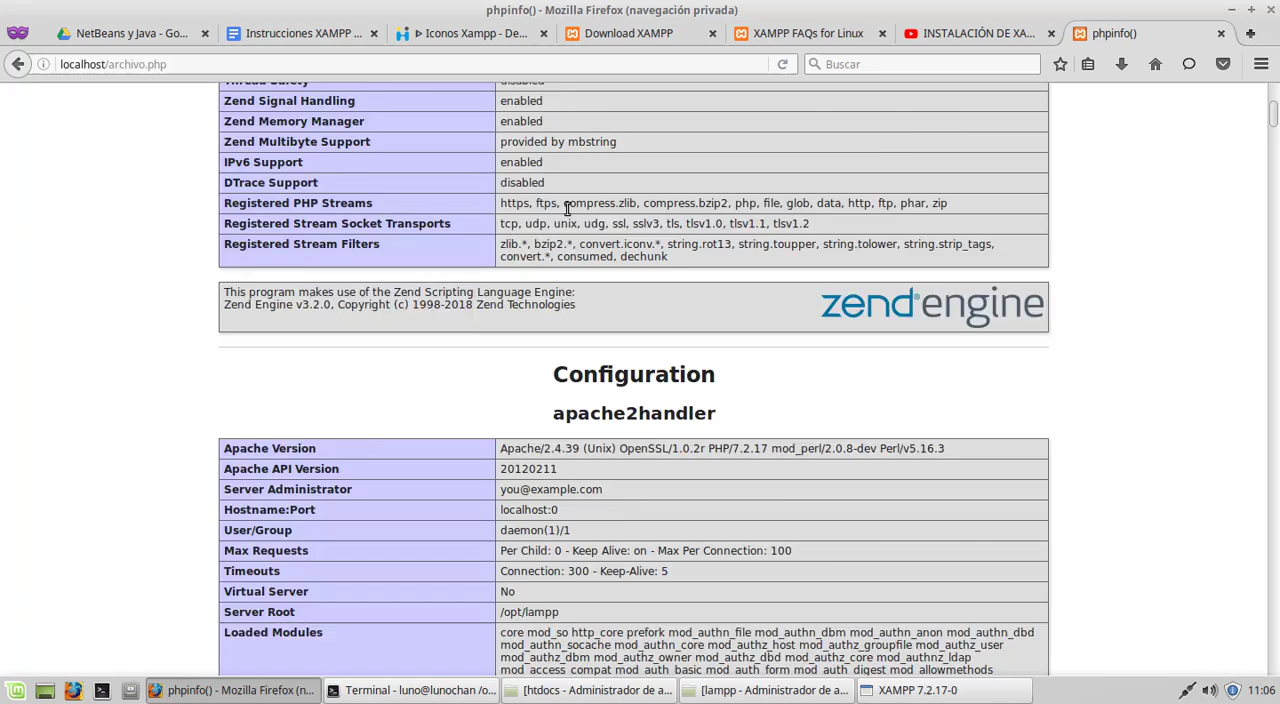 phpinfo() - Mozilla Firefox (navegación privada)
NetBeans y Java - Go...
Instrucciones XAMPP ...
Iconos Xampp - De...
Download XAMPP
XAMPP FAQs for Linux
INSTALACIÓN DE XA...
phpinfo()
localhost/archivo.php
Buscar
Thread Safety disabled
Zend Signal Handling enabled
Zend Memory Manager enabled
Zend Multibyte Support provided by mbstring
IPv6 Support enabled
DTrace Support disabled
Registered PHP Streams https, ftps, compress.zlib, compress.bzip2, php, file, glob, data, http, ftp, phar, zip
Registered Stream Socket Transports tcp, udp, unix, udg, ssl, sslv3, tls, tlsv1.0, tlsv1.1, tlsv1.2
Registered Stream Filters zlib.*, bzip2.*, convert.iconv.*, string.rot13, string.toupper, string.tolower, string.strip_tags,
convert.*, consumed, dechunk
This program makes use of the Zend Scripting Language Engine:
Zend Engine v3.2.0, Copyright (c) 1998-2018 Zend Technologies
zend® engine
Configuration
apache2handler
Apache Version Apache/2.4.39 (Unix) OpenSSL/1.0.2r PHP/7.2.17 mod_perl/2.0.8-dev Perl/v5.16.3
Apache API Version 20120211
Server Administrator you@example.com
Hostname:Port localhost:0
User/Group daemon(1)/1
Max Requests Per Child: 0 - Keep Alive: on - Max Per Connection: 100
Timeouts Connection: 300 - Keep-Alive: 5
Virtual Server No
Server Root /opt/lampp
Loaded Modules core mod_so http_core prefork mod_authn_file mod_authn_dbm mod_authn_anon mod_authn_dbd
mod_authn_socache mod_authn_core mod_authz_host mod_authz_groupfile mod_authz_user
mod_authz_dbm mod_authz_owner mod_authz_dbd mod_authz_core mod_authnz_ldap
mod_access_compat mod_auth_basic mod_auth_form mod_auth_digest mod_allowmethods
phpinfo() - Mozilla Firefox (n...
Terminal - luno@lunochan /o...
[htdocs - Administrador de a...
[lampp - Administrador de a...
XAMPP 7.2.17-0
11:06